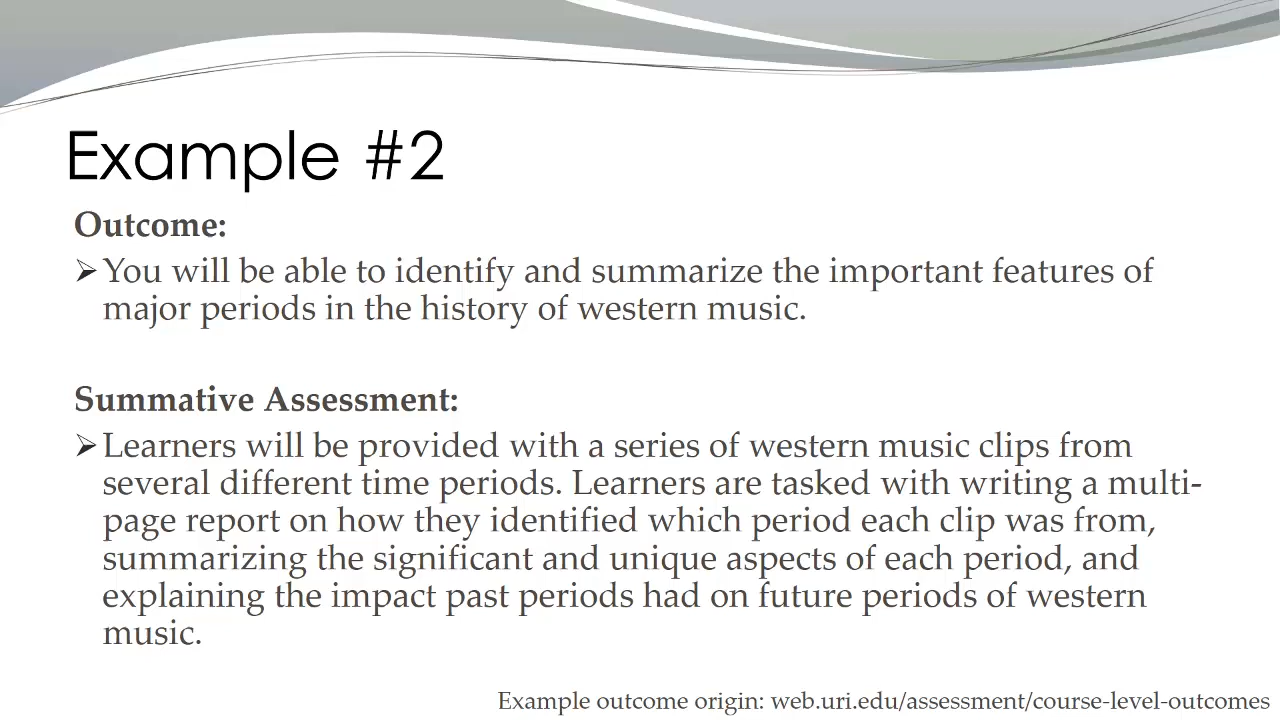 Example #2
Outcome:
➢You will be able to identify and summarize the important features of
major periods in the history of western music.
Summative Assessment:
➢Learners will be provided with a series of western music clips from
several different time periods. Learners are tasked with writing a multi-
page report on how they identified which period each clip was from,
summarizing the significant and unique aspects of each period, and
explaining the impact past periods had on future periods of western
music.
Example outcome origin: web.uri.edu/assessment/course-level-outcomes